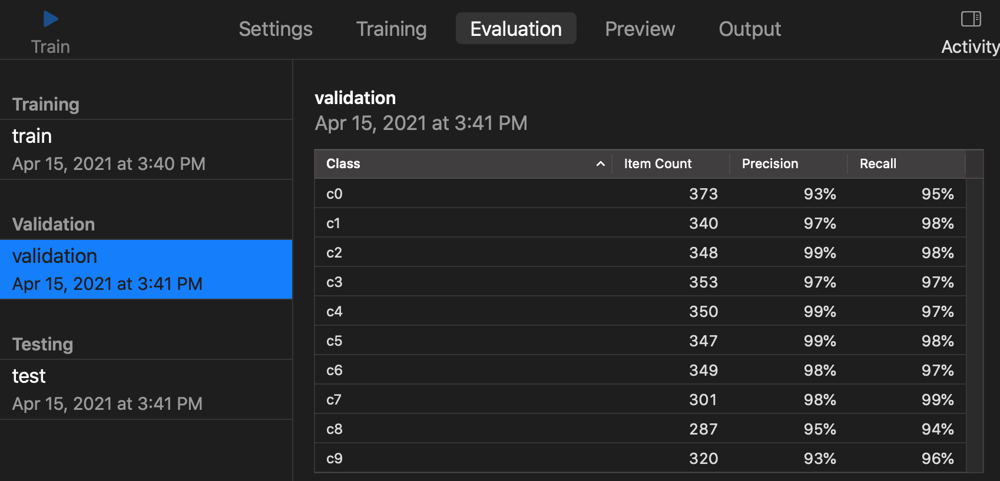 Train
Settings Training Evaluation Preview Output
Activity
Training
train
Apr 15, 2021 at 3:40 PM
Validation
validation
Apr 15, 2021 at 3:41 PM
Testing
test
Apr 15, 2021 at 3:41 PM
validation
Apr 15, 2021 at 3:41 PM
Class Item Count Precision Recall
c0 373 93% 95%
c1 340 97% 98%
c2 348 99% 98%
c3 353 97% 97%
c4 350 99% 97%
c5 347 99% 98%
c6 349 98% 97%
c7 301 98% 99%
c8 287 95% 94%
c9 320 93% 96%